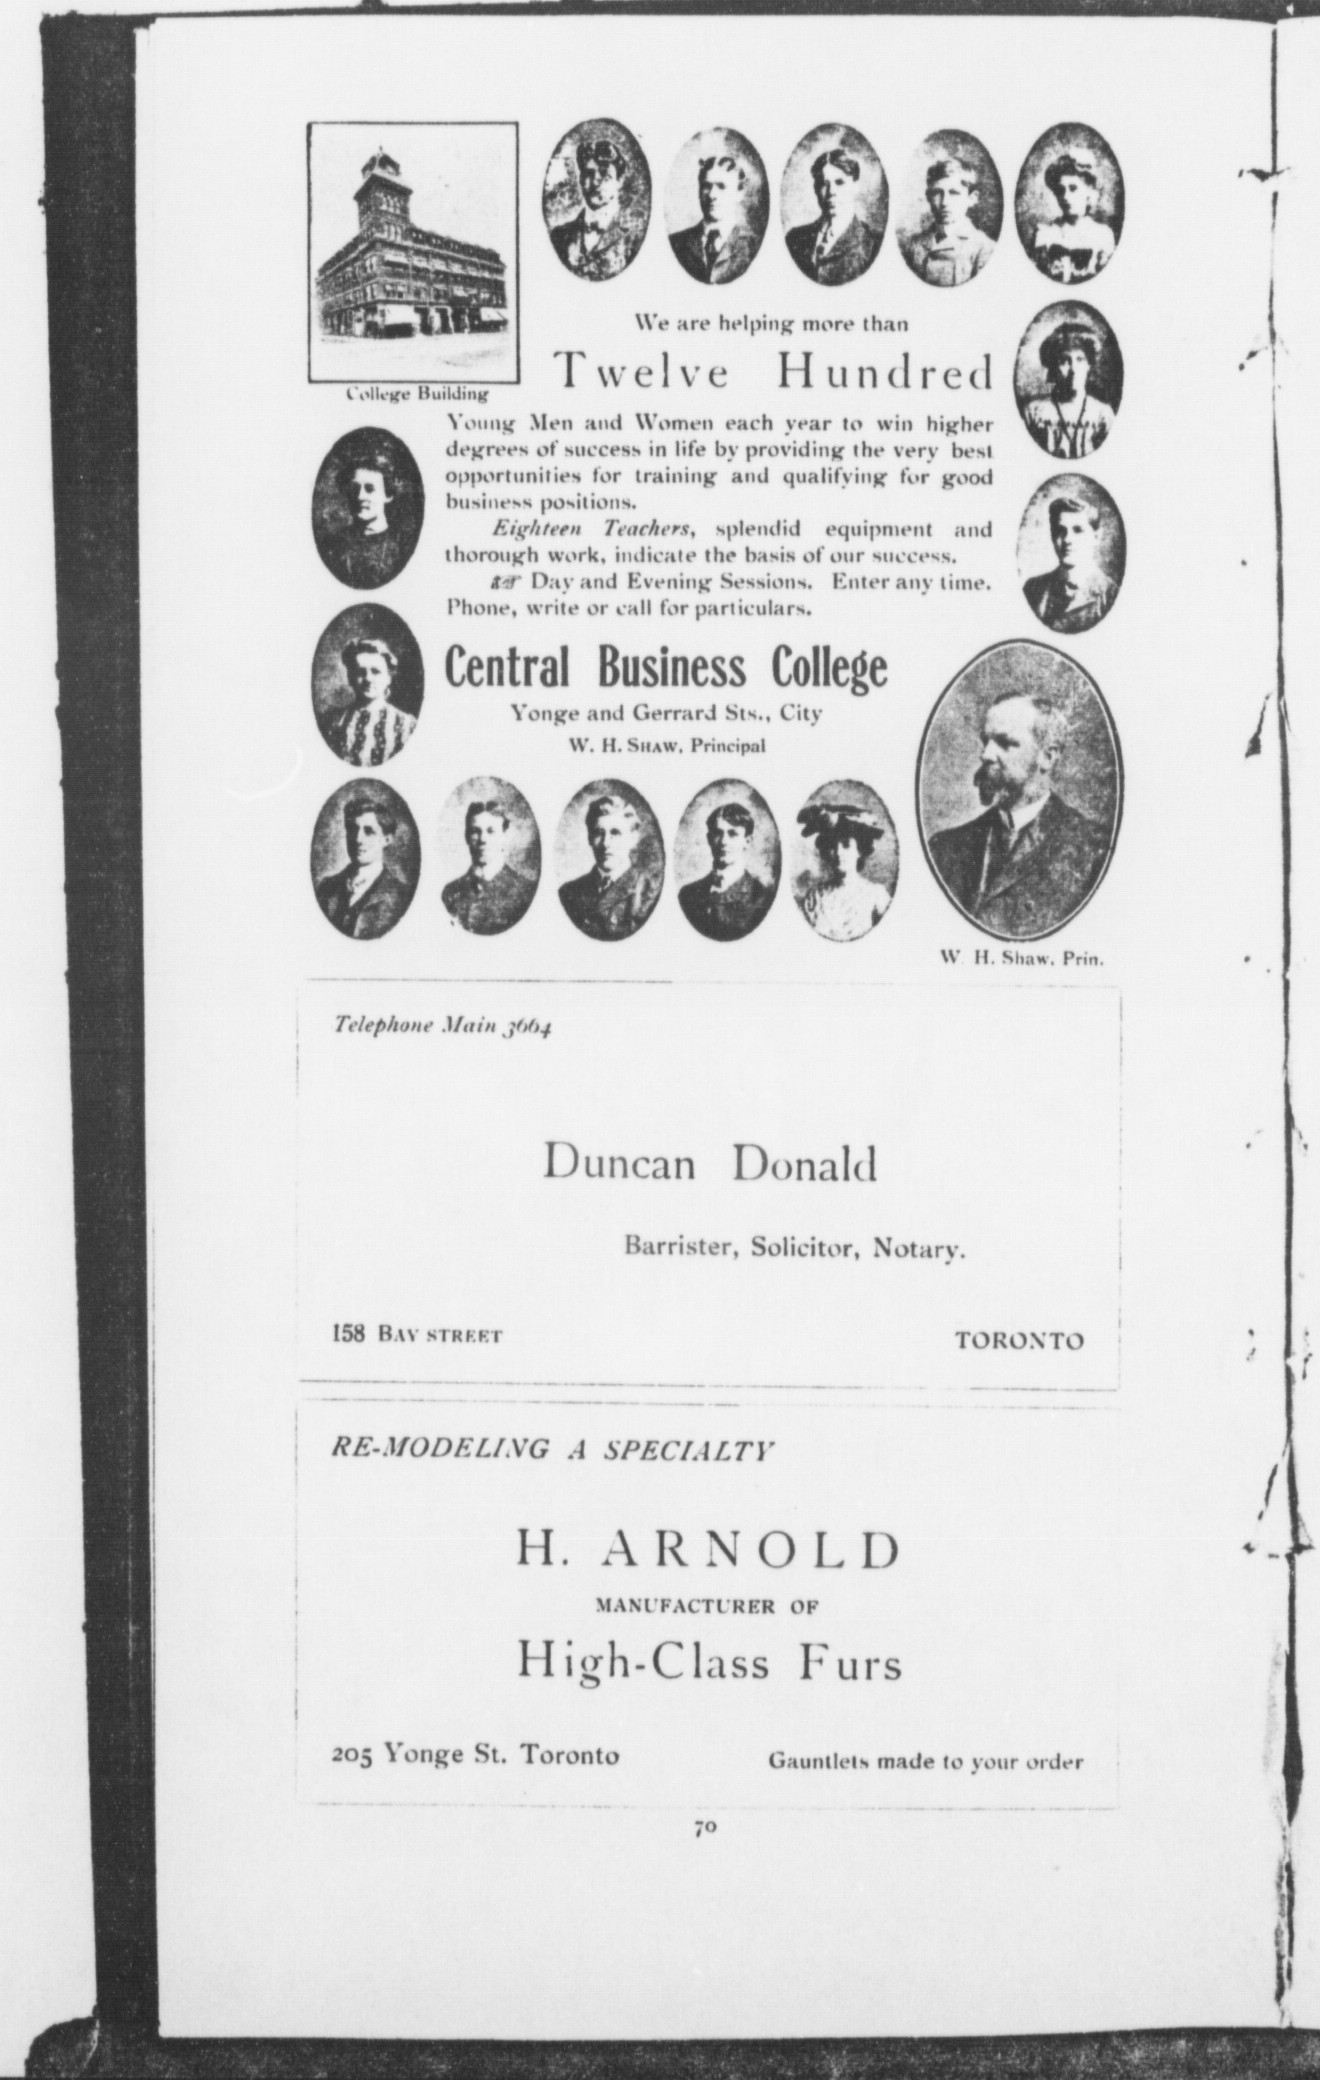 College Building
We are helping more than
Twelve Hundred
Young Men and Women each year to win higher
degrees of success in life by providing the very best
opportunities for training and qualifying for good
business positions.
Eighteen Teachers, splendid equipment and
thorough work, indicate the basis of our success.
Day and Evening Sessions. Enter any time.
Phone, write or call for particulars.
Central Business College
Yonge and Gerrard Sts., City
W. H. SHAW, Principal
W. H. Shaw, Prin.
Telephone Main 3664
Duncan Donald
Barrister, Solicitor, Notary.
158 BAY STREET
TORONTO
RE-MODELING A SPECIALTY
H. ARNOLD
MANUFACTURER OF
High-Class Furs
205 Yonge St. Toronto
Gauntlets made to your order
70